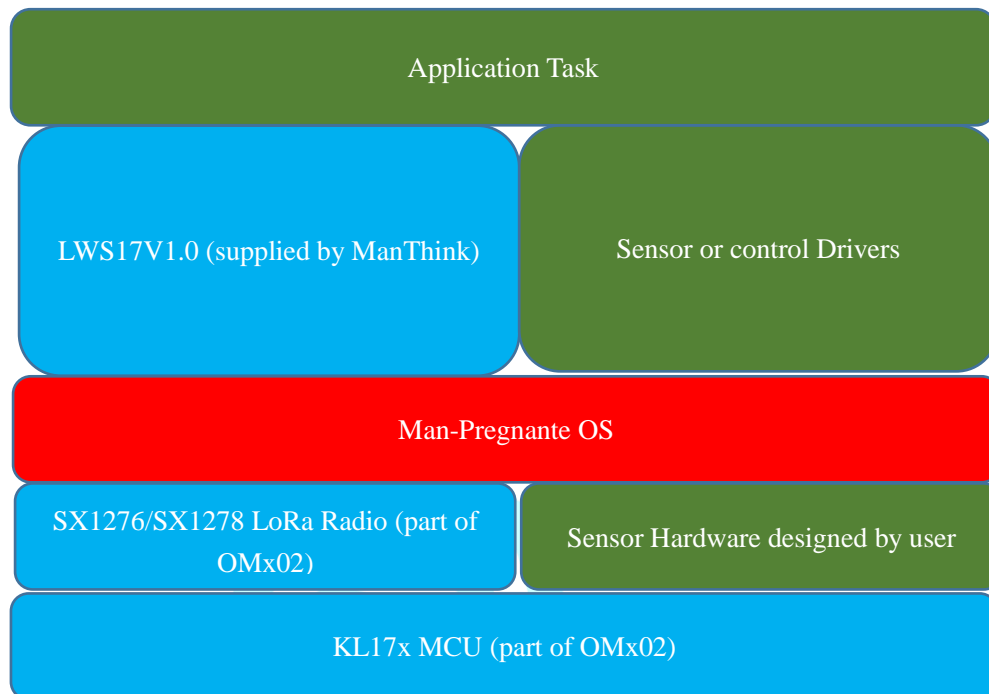 Application Task
LWS17V1.0 (supplied by ManThink)
Sensor or control Drivers
Man-Pregnante OS
SX1276/SX1278 LoRa Radio (part of
OMx02)
Sensor Hardware designed by user
KL17x MCU (part of OMx02)